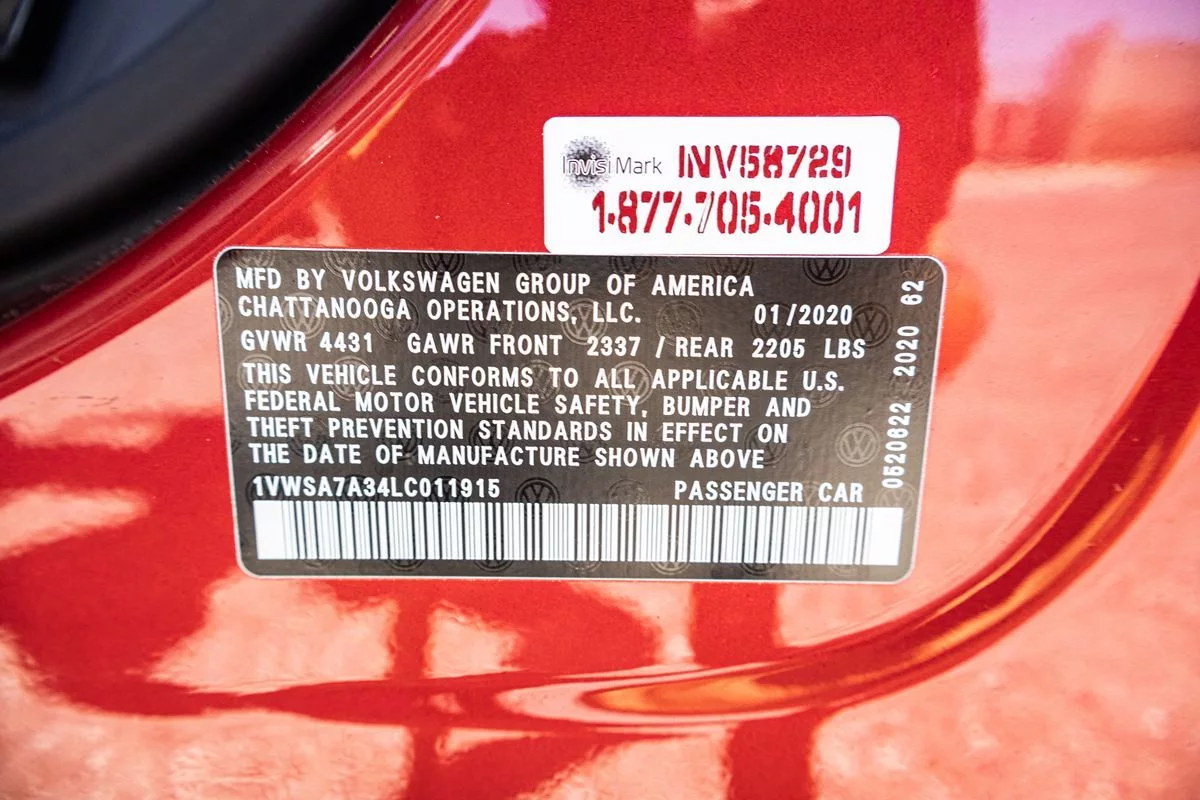 InvisiMark INV58729
1-877-705-4001
MFD BY VOLKSWAGEN GROUP OF AMERICA
CHATTANOOGA OPERATIONS, LLC. 01/2020
GVWR 4431 GAWR FRONT 2337 / REAR 2205 LBS
THIS VEHICLE CONFORMS TO ALL APPLICABLE U.S.
FEDERAL MOTOR VEHICLE SAFETY, BUMPER AND
THEFT PREVENTION STANDARDS IN EFFECT ON
THE DATE OF MANUFACTURE SHOWN ABOVE
1VWSA7A34LC011915 PASSENGER CAR
0520622 2020 62